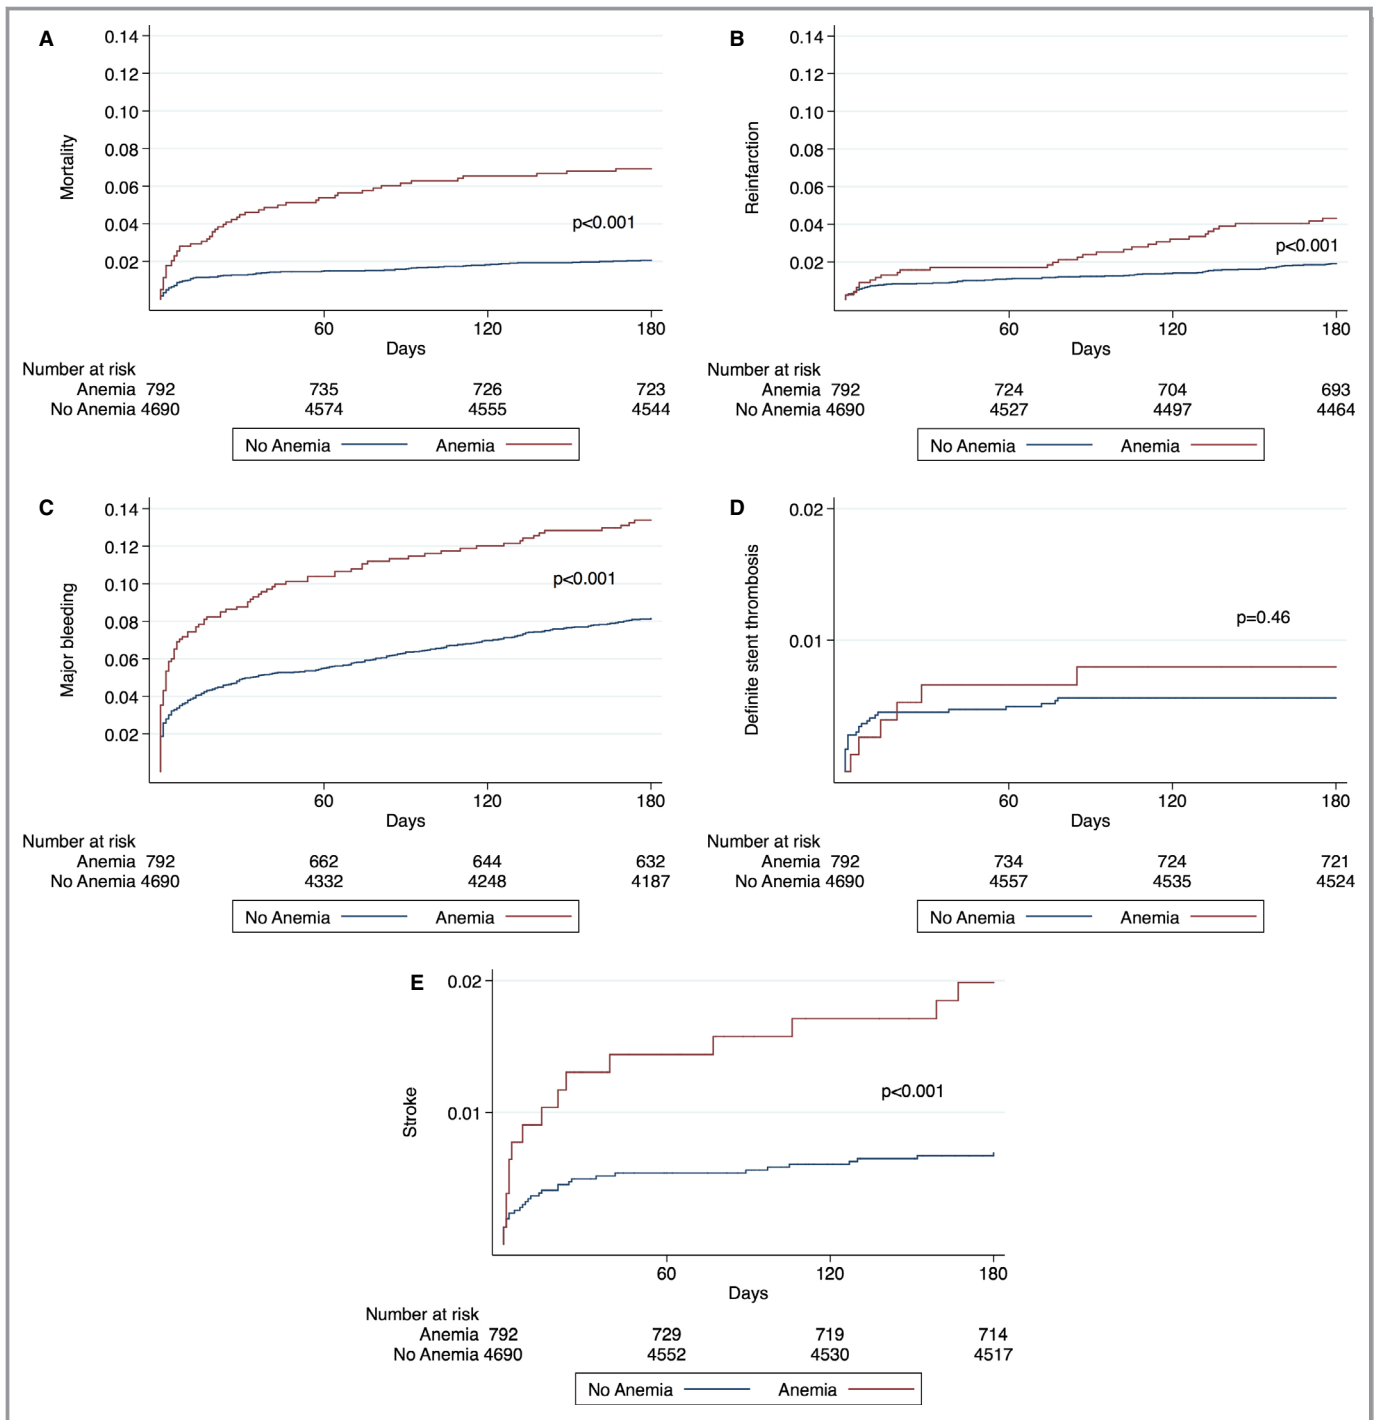 A
0.14
0.12
0.10
0.08
0.06
0.04
0.02
Mortality
p<0.001
60 120 180
Days
Number at risk
Anemia 792 735 726 723
No Anemia 4690 4574 4555 4544
No Anemia Anemia
B
0.14
0.12
0.10
0.08
0.06
0.04
0.02
Reinfarction
p<0.001
60 120 180
Days
Number at risk
Anemia 792 724 704 693
No Anemia 4690 4527 4497 4464
No Anemia Anemia
C
0.14
0.12
0.10
0.08
0.06
0.04
0.02
Major bleeding
p<0.001
60 120 180
Days
Number at risk
Anemia 792 662 644 632
No Anemia 4690 4332 4248 4187
No Anemia Anemia
D
0.02
0.01
Definite stent thrombosis
p=0.46
60 120 180
Days
Number at risk
Anemia 792 734 724 721
No Anemia 4690 4557 4535 4524
No Anemia Anemia
E
0.02
0.01
Stroke
p<0.001
60 120 180
Days
Number at risk
Anemia 792 729 719 714
No Anemia 4690 4552 4530 4517
No Anemia Anemia